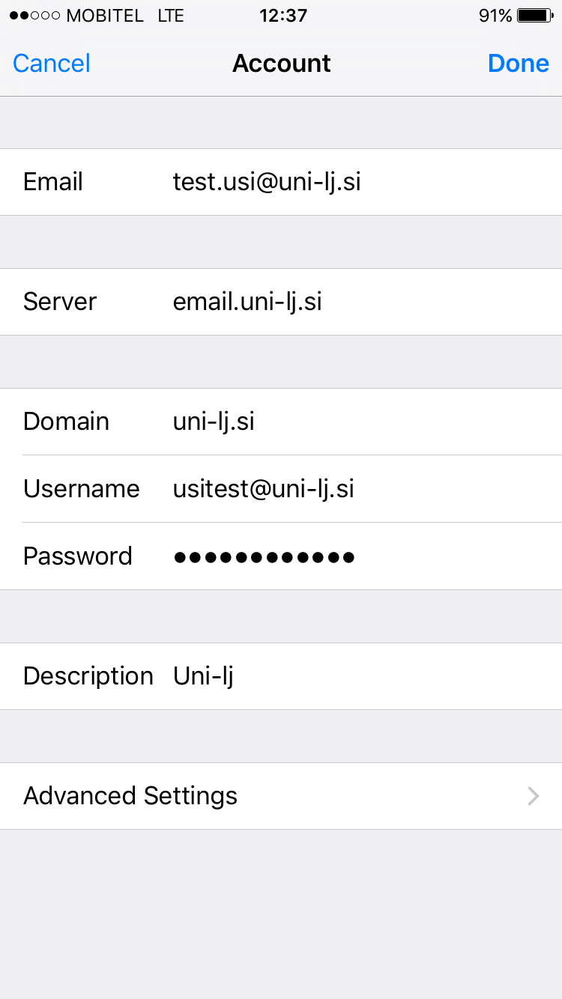 ●●○○○ MOBITEL LTE 12:37 91%
Cancel Account Done
Email test.usi@uni-lj.si
Server email.uni-lj.si
Domain uni-lj.si
Username usitest@uni-lj.si
Password ●●●●●●●●●●●●
Description Uni-lj
Advanced Settings